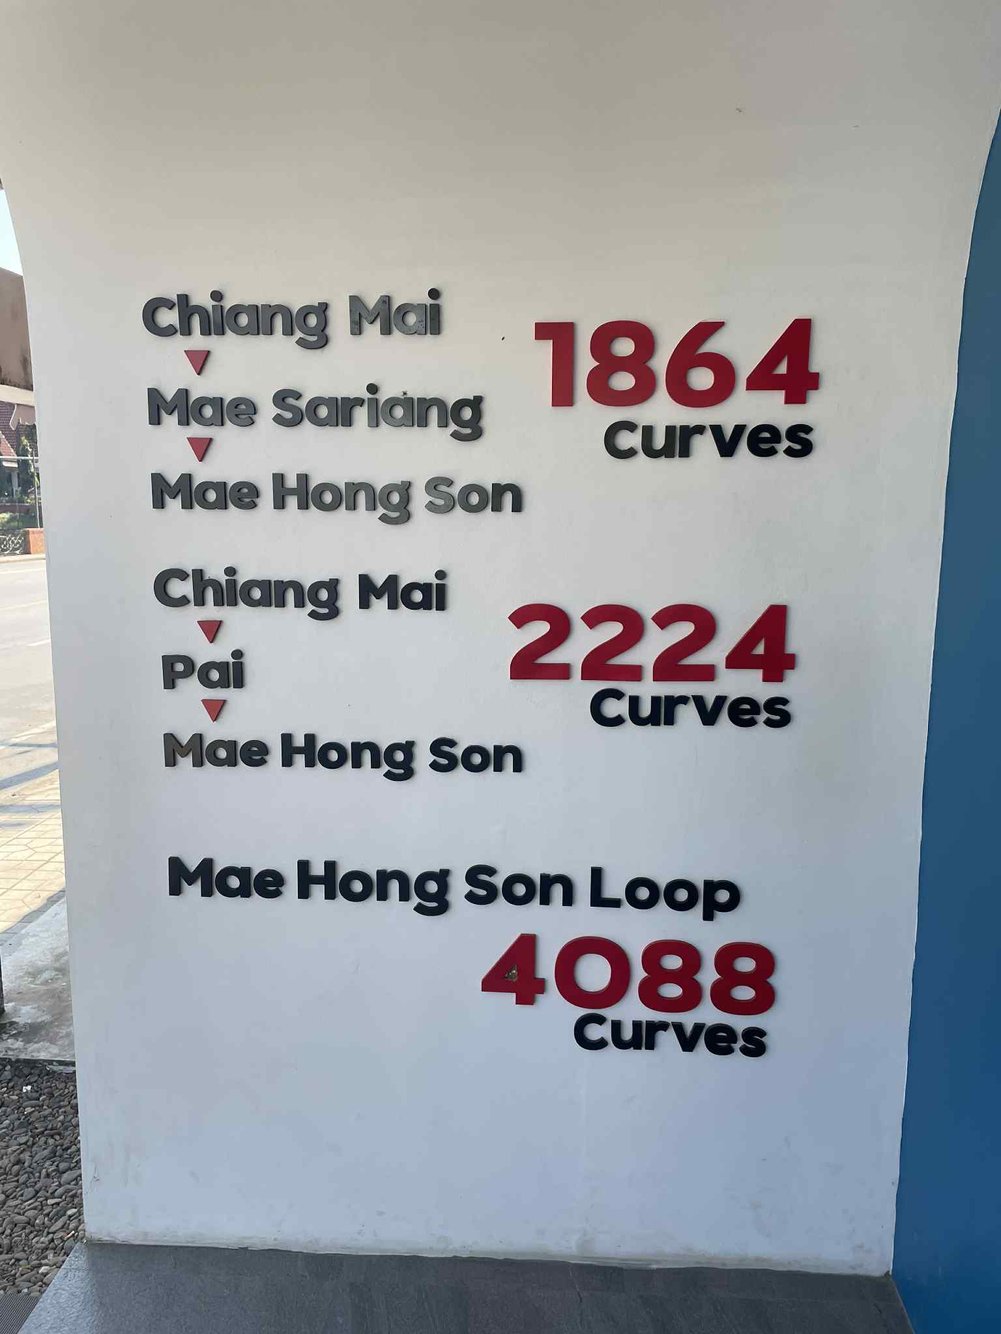 Chiang Mai
Mae Sariang
Mae Hong Son
1864
Curves
Chiang Mai
Pai
Mae Hong Son
2224
Curves
Mae Hong Son Loop
4088
Curves